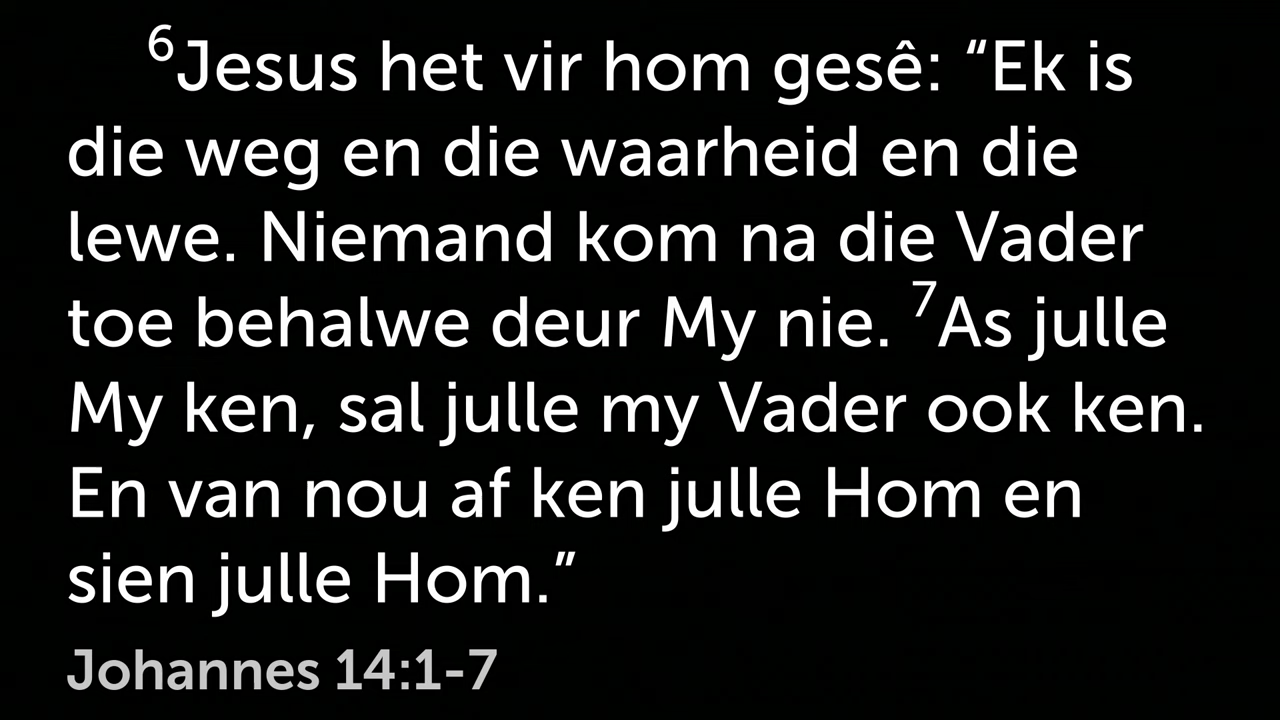 ⁶Jesus het vir hom gesê: “Ek is
die weg en die waarheid en die
lewe. Niemand kom na die Vader
toe behalwe deur My nie. ⁷As julle
My ken, sal julle my Vader ook ken.
En van nou af ken julle Hom en
sien julle Hom.”
Johannes 14:1-7